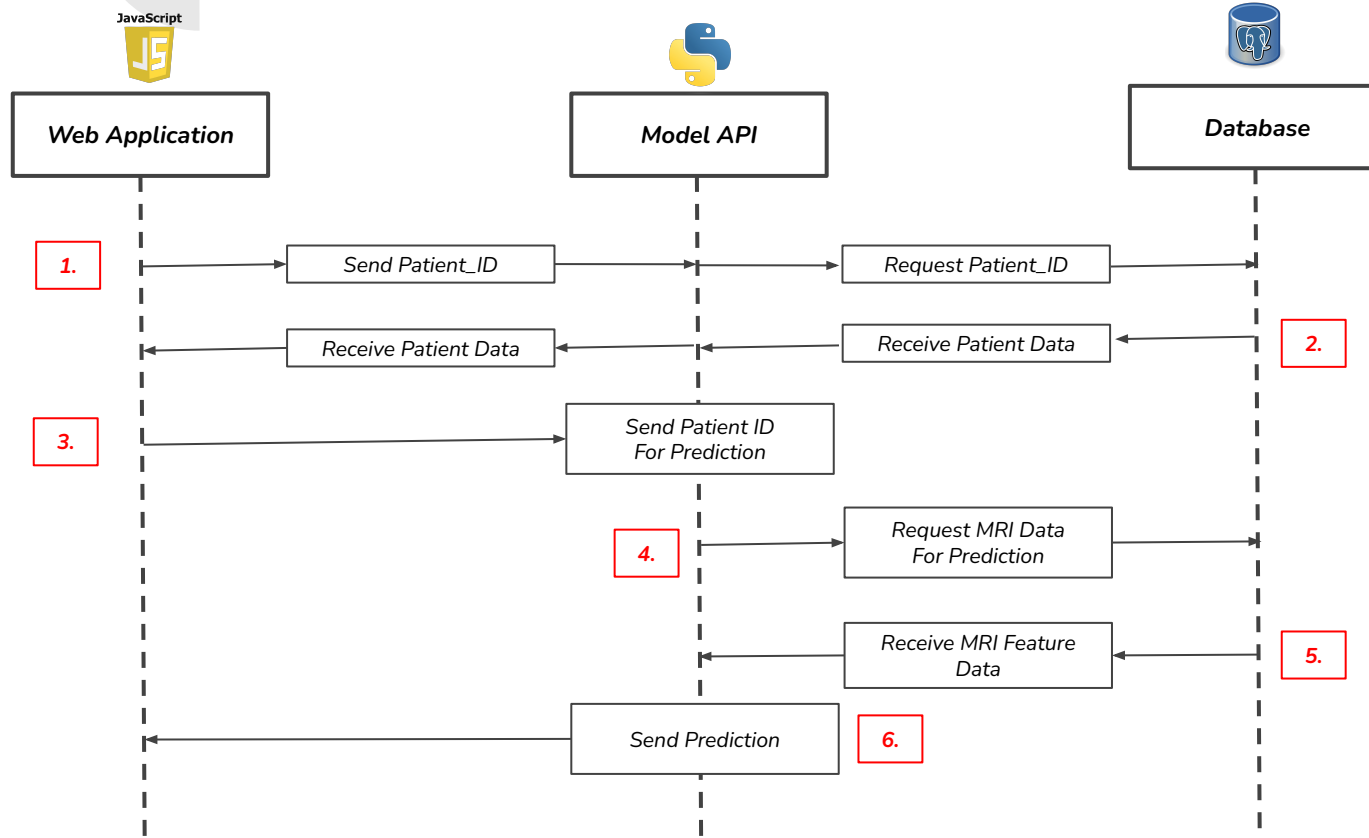 JavaScript
JS
Web Application
Model API
Database
1.
Send Patient_ID
Request Patient_ID
Receive Patient Data
Receive Patient Data
2.
3.
Send Patient ID
For Prediction
4.
Request MRI Data
For Prediction
Receive MRI Feature
Data
5.
Send Prediction
6.